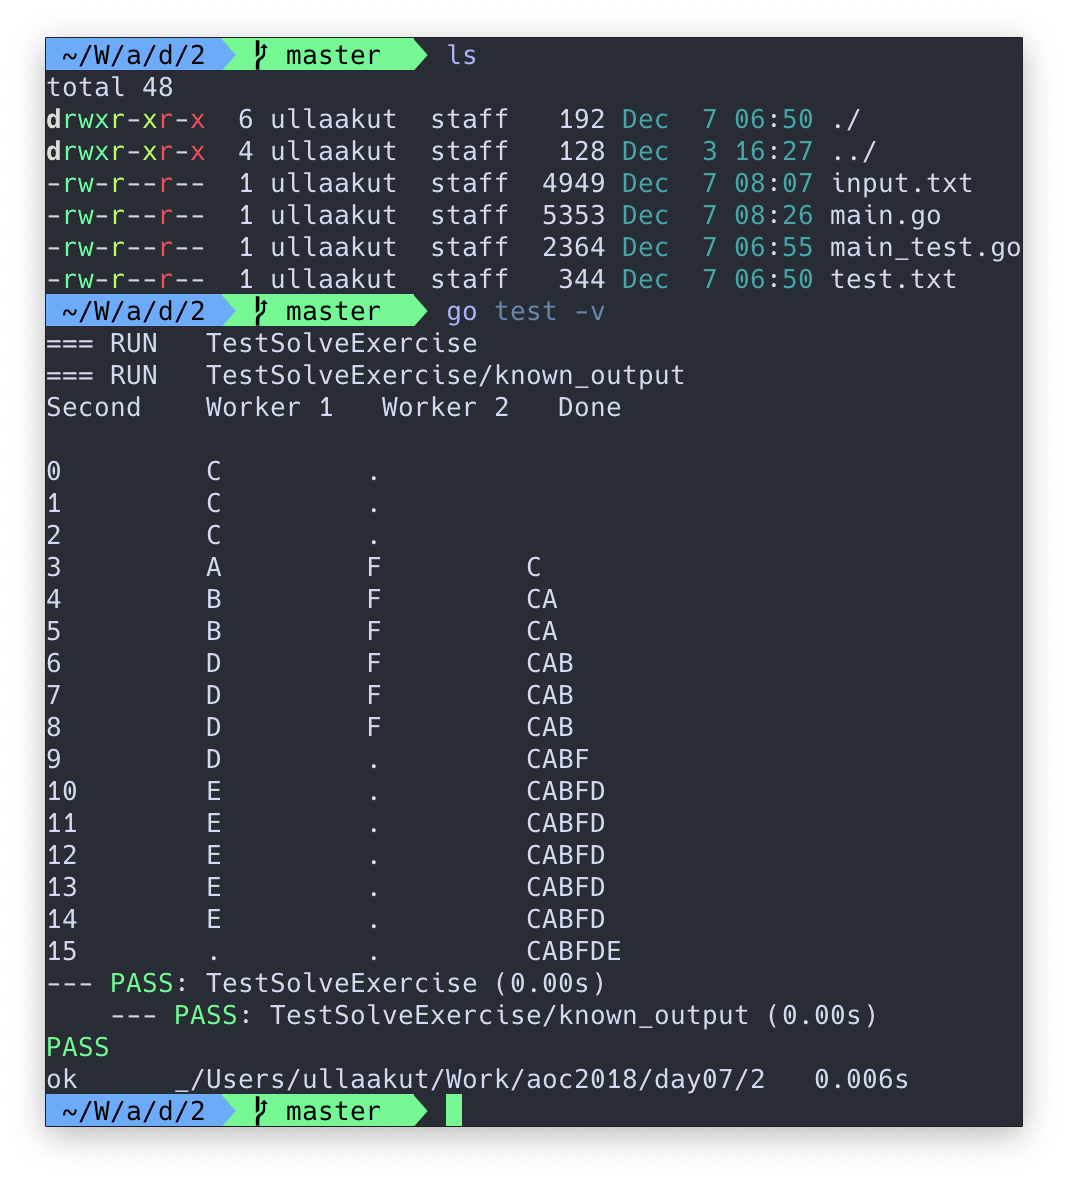 ~/W/a/d/2 master ls
total 48
drwxr-xr-x  6 ullaakut  staff   192 Dec  7 06:50 ./
drwxr-xr-x  4 ullaakut  staff   128 Dec  3 16:27 ../
-rw-r--r--  1 ullaakut  staff  4949 Dec  7 08:07 input.txt
-rw-r--r--  1 ullaakut  staff  5353 Dec  7 08:26 main.go
-rw-r--r--  1 ullaakut  staff  2364 Dec  7 06:55 main_test.go
-rw-r--r--  1 ullaakut  staff   344 Dec  7 06:50 test.txt
~/W/a/d/2 master go test -v
=== RUN   TestSolveExercise
=== RUN   TestSolveExercise/known_output
Second    Worker 1   Worker 2   Done
0         C         .
1         C         .
2         C         .
3         A         F         C
4         B         F         CA
5         B         F         CA
6         D         F         CAB
7         D         F         CAB
8         D         F         CAB
9         D         .         CABF
10        E         .         CABFD
11        E         .         CABFD
12        E         .         CABFD
13        E         .         CABFD
14        E         .         CABFD
15        .         .         CABFDE
--- PASS: TestSolveExercise (0.00s)
    --- PASS: TestSolveExercise/known_output (0.00s)
PASS
ok      _/Users/ullaakut/Work/aoc2018/day07/2   0.006s
~/W/a/d/2 master